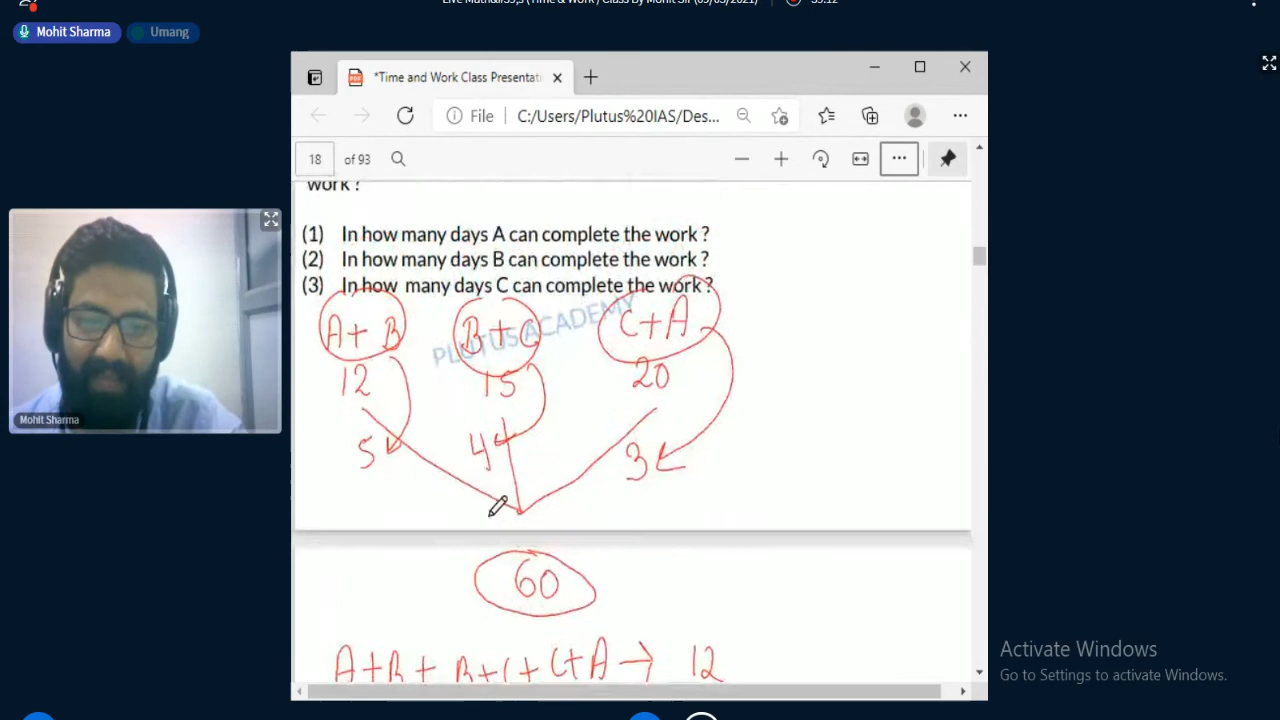 Mohit Sharma Umang
*Time and Work Class Presentat
File C:/Users/Plutus%20IAS/Des...
18 of 93
work ?
(1) In how many days A can complete the work ?
(2) In how many days B can complete the work ?
(3) In how many days C can complete the work ?
A+B B+C C+A
PLUTUS ACADEMY
12 15 20
Mohit Sharma
5 4 3
60
A+B+ B+C+C+A → 12
Activate Windows
Go to Settings to activate Windows.